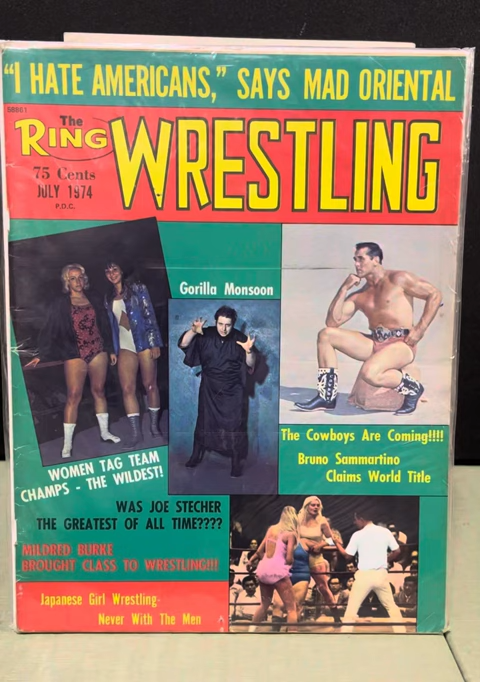 "I HATE AMERICANS," SAYS MAD ORIENTAL
58861
The
RING WRESTLING
75 Cents
JULY 1974
P.D.C.
Gorilla Monsoon
The Cowboys Are Coming!!!!
Bruno Sammartino
Claims World Title
WOMEN TAG TEAM
CHAMPS - THE WILDEST!
WAS JOE STECHER
THE GREATEST OF ALL TIME????
MILDRED BURKE
BROUGHT CLASS TO WRESTLING!!!
Japanese Girl Wrestling-
Never With The Men